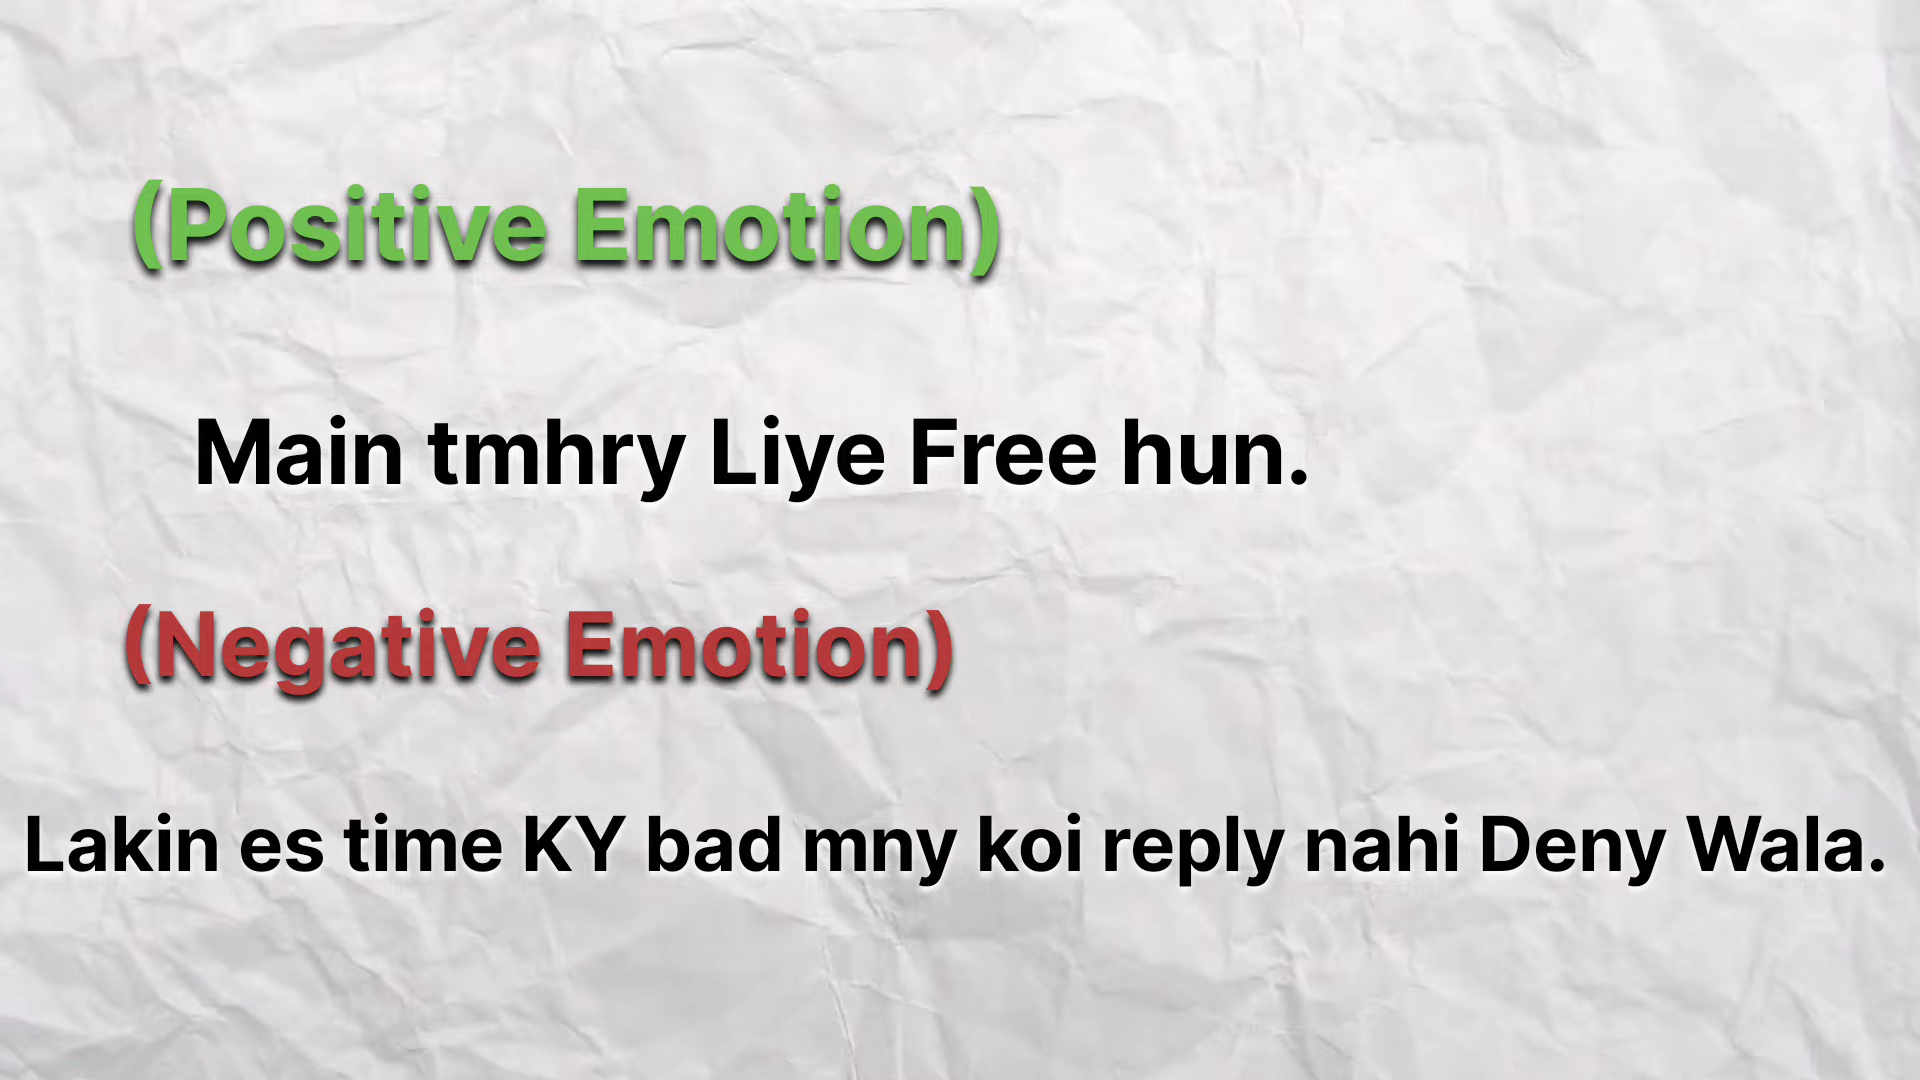 (Positive Emotion)
Main tmhry Liye Free hun.
(Negative Emotion)
Lakin es time KY bad mny koi reply nahi Deny Wala.